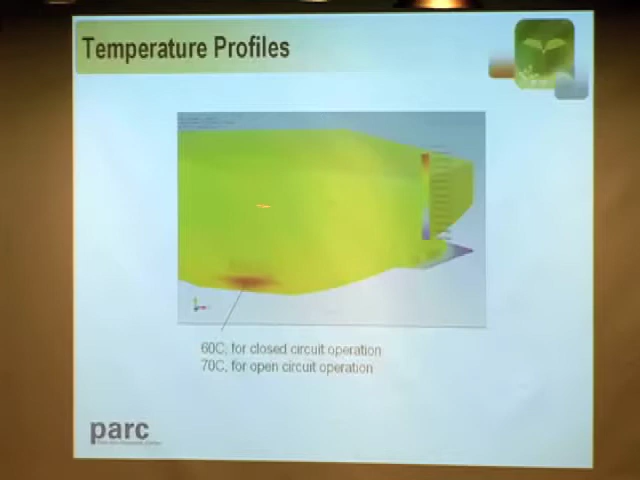 Temperature Profiles
60C, for closed circuit operation
70C, for open circuit operation
parc